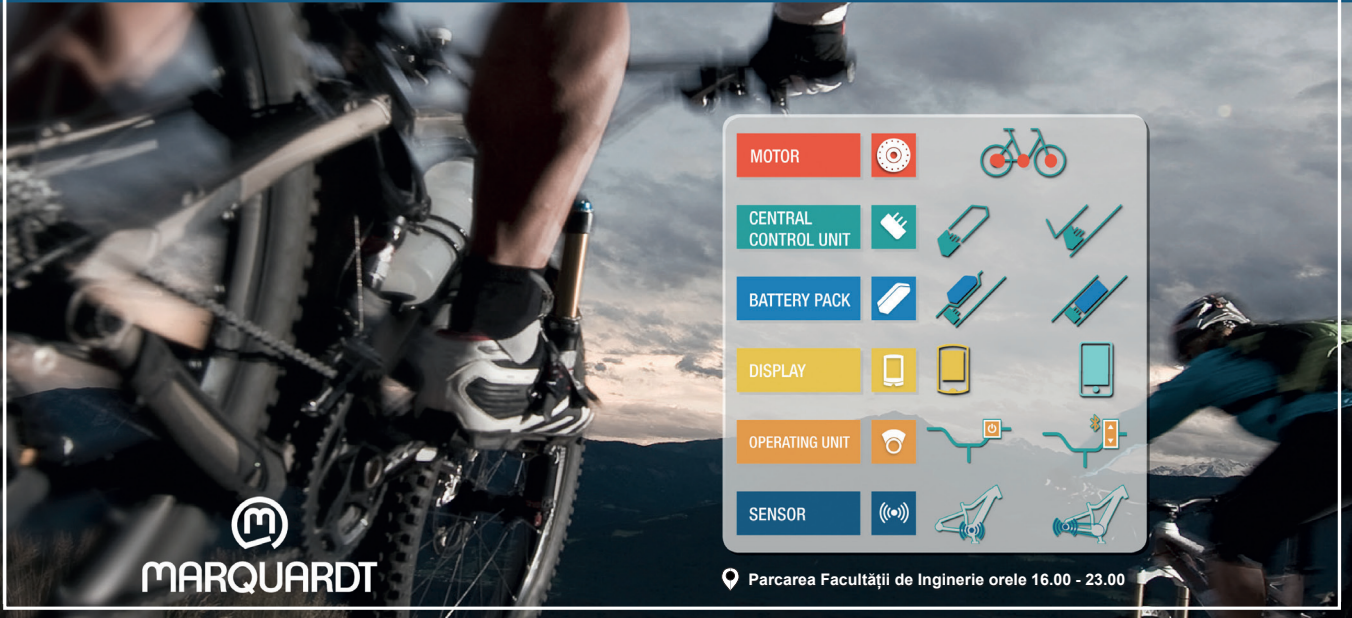 MOTOR
CENTRAL
CONTROL UNIT
BATTERY PACK
DISPLAY
OPERATING UNIT
SENSOR
MARQUARDT
Parcarea Facultății de Inginerie orele 16.00 - 23.00